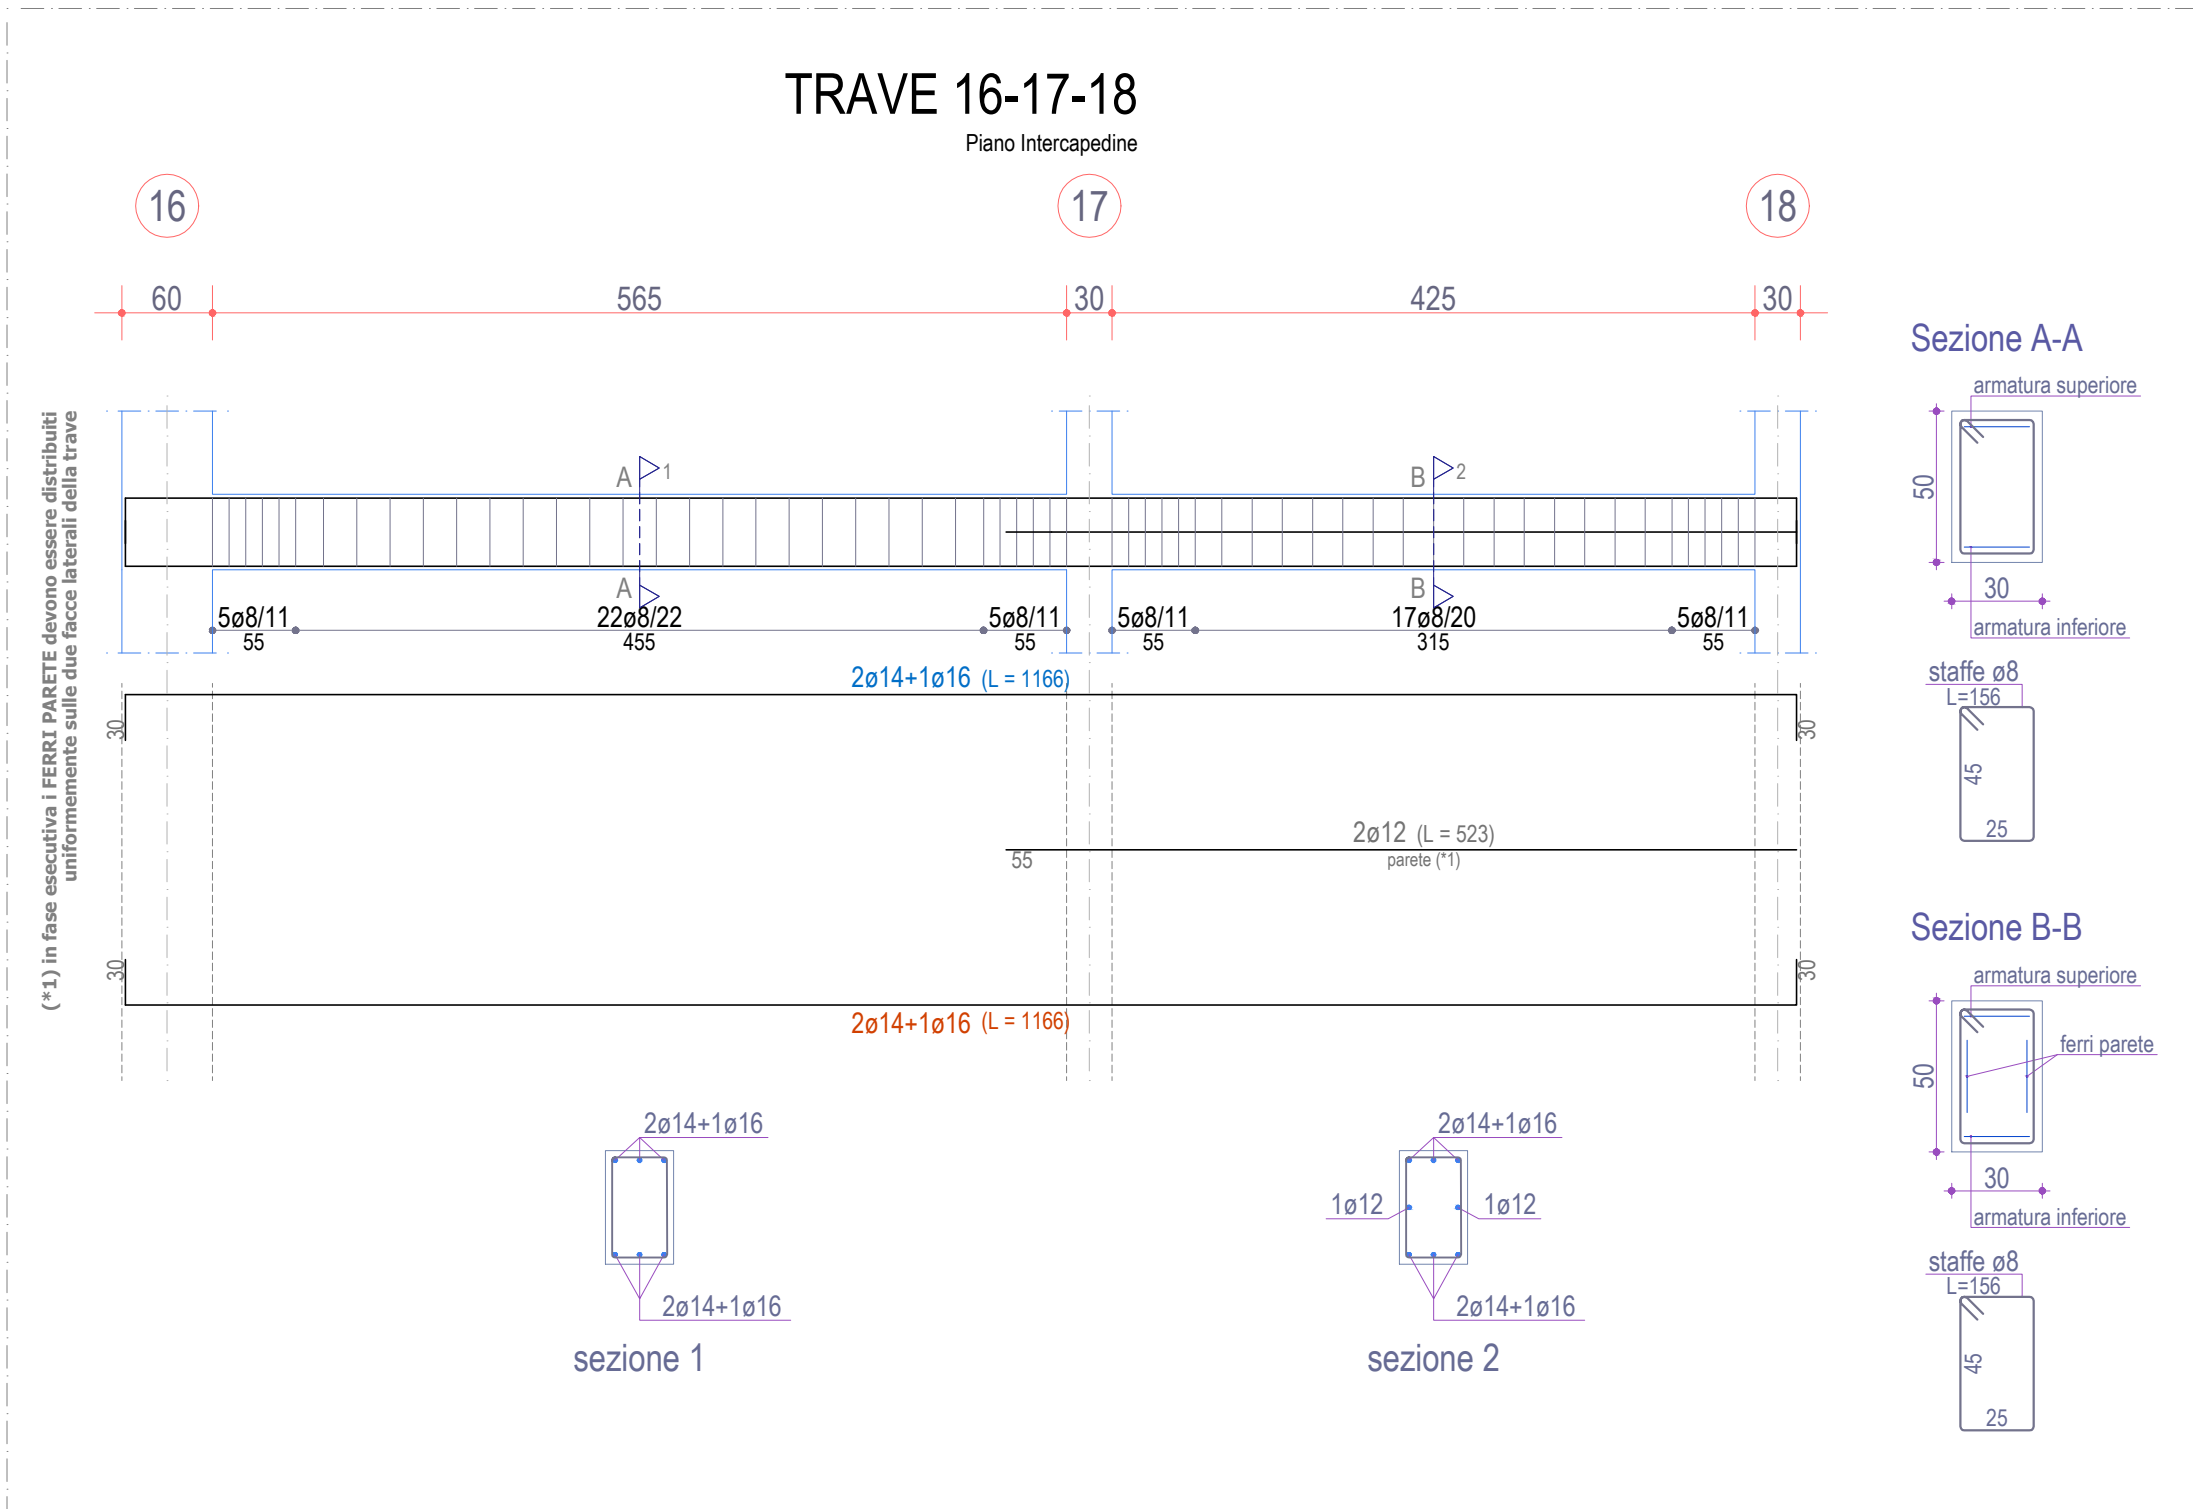 TRAVE 16-17-18
Piano Intercapedine
16
17
18
60
565
30
425
30
(*1) in fase esecutiva i FERRI PARETE devono essere distribuiti
uniformemente sulle due facce laterali della trave
A
1
B
2
A
B
5ø8/11
22ø8/22
5ø8/11
5ø8/11
17ø8/20
5ø8/11
55
455
55
55
315
55
2ø14+1ø16 (L = 1166)
30
30
2ø12 (L = 523)
55
parete (*1)
30
30
2ø14+1ø16 (L = 1166)
2ø14+1ø16
2ø14+1ø16
sezione 1
2ø14+1ø16
1ø12
1ø12
2ø14+1ø16
sezione 2
Sezione A-A
armatura superiore
50
30
armatura inferiore
staffe ø8
L=156
45
25
Sezione B-B
armatura superiore
ferri parete
50
30
armatura inferiore
staffe ø8
L=156
45
25